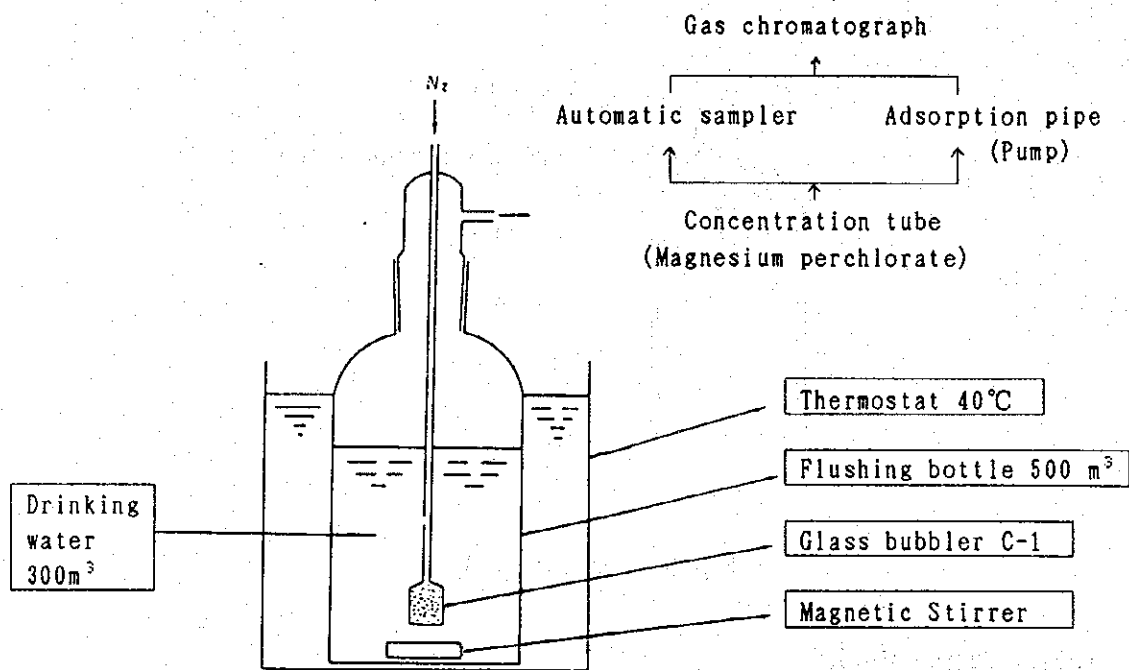 Gas chromatograph
N₂
Automatic sampler
Adsorption pipe
(Pump)
Concentration tube
(Magnesium perchlorate)
Thermostat 40℃
Flushing bottle 500 m³
Drinking
water
300m³
Glass bubbler C-1
Magnetic Stirrer